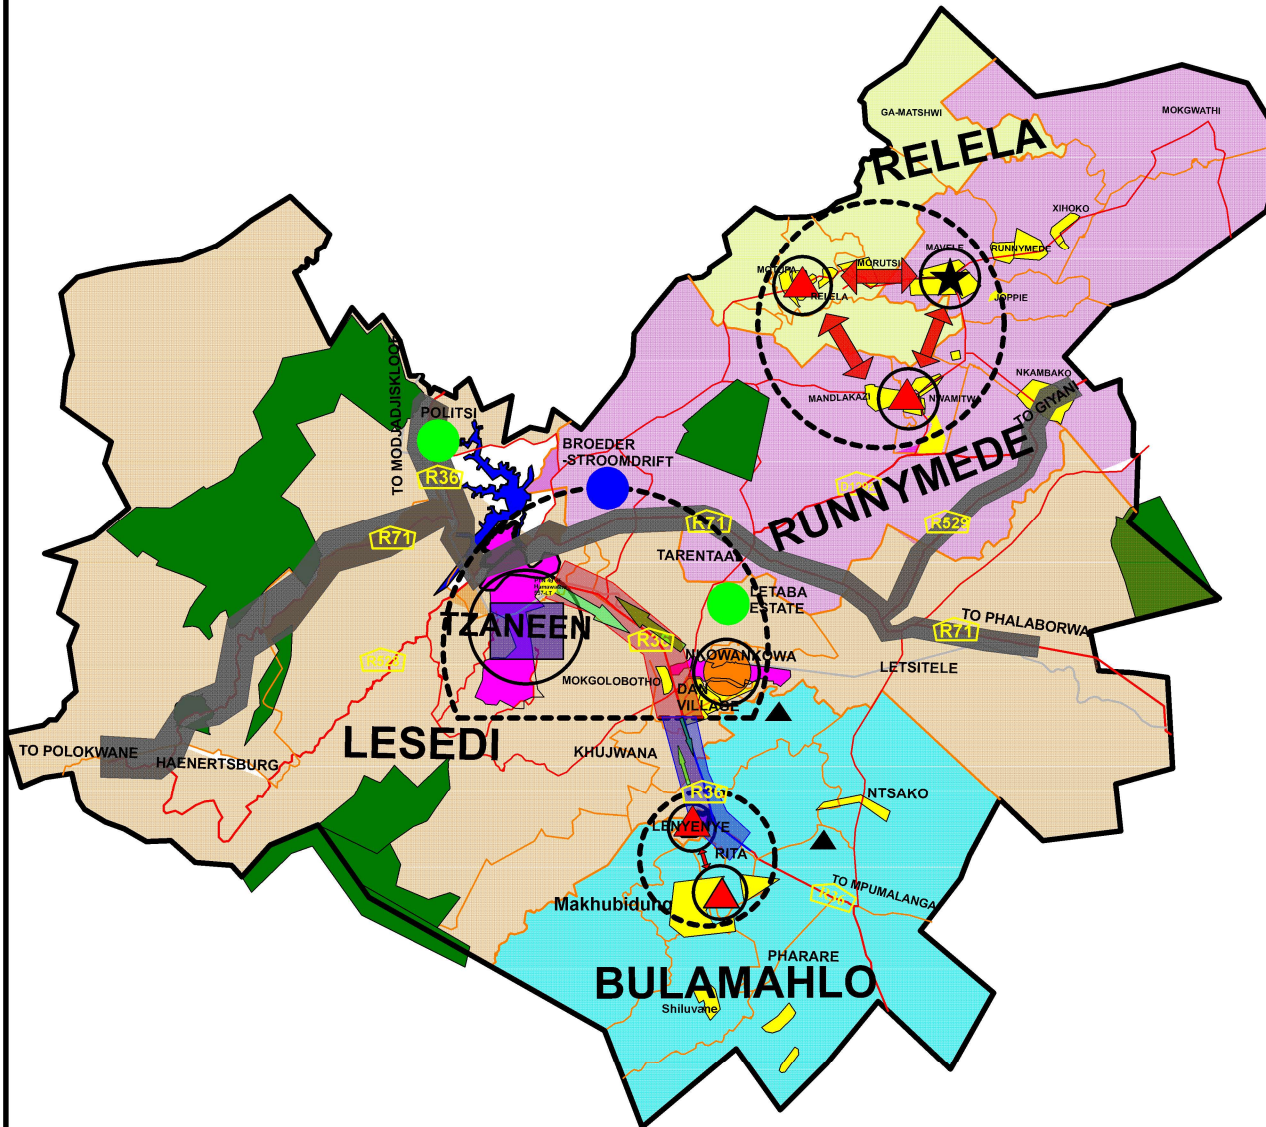 GA-MATSHWI
MOKGWATHI
RELELA
XIHOKO
MAVELE
RUNNYMEDE
MOTUPA
MORUTSI
RELELA
JOPPIE
NKAMBAKO
MANDLAKAZI
NWAMITWA
TO GIYANI
TO MODJADJISKLOOF
POLITSI
BROEDER
-STROOMDRIFT
R36
RUNNYMEDE
R71
R71
R529
TARENTAAL
LETABA
ESTATE
TO PHALABORWA
R71
TZANEEN
R36
NKOWANKOWA
LETSITELE
MOKGOLOBOTHO
DAN
VILLAGE
LESEDI
TO POLOKWANE
HAENERTSBURG
KHUJWANA
R36
NTSAKO
LENYENYE
RITA
TO MPUMALANGA
R36
Makhubidung
PHARARE
BULAMAHLO
Shiluvane